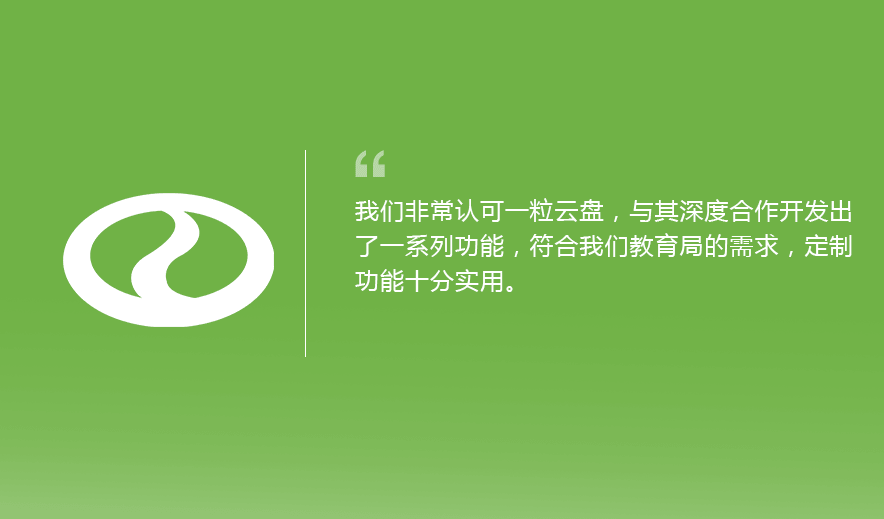 “
我们非常认可一粒云盘，与其深度合作开发出
了一系列功能，符合我们教育局的需求，定制
功能十分实用。